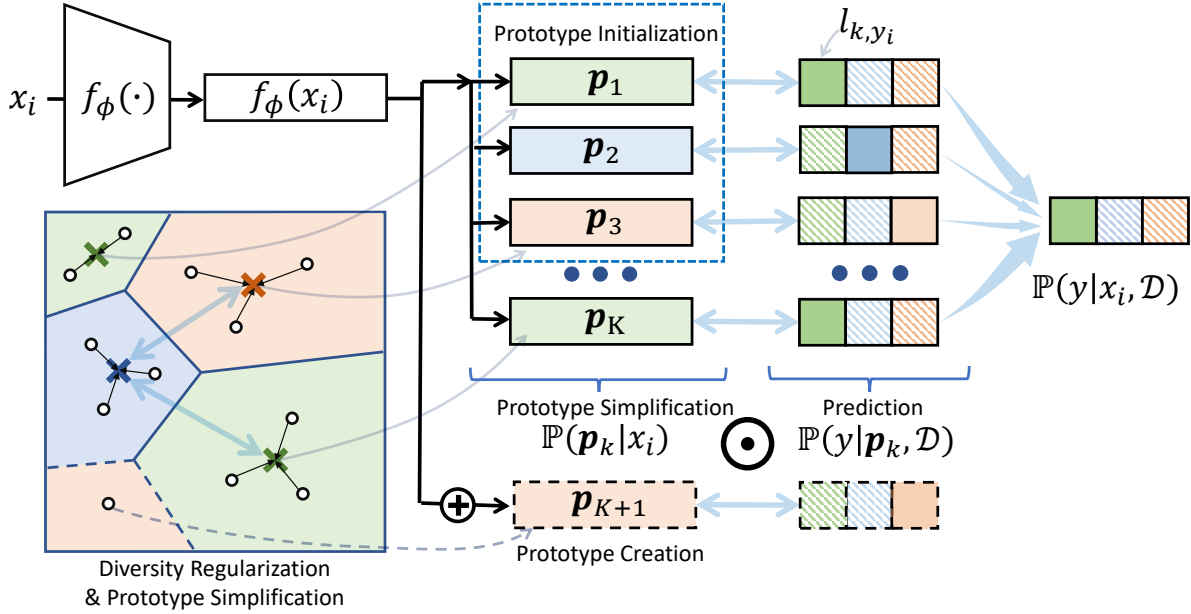 Prototype Initialization
l_{k,y_i}
x_i
f_ϕ(·)
f_ϕ(x_i)
p_1
p_2
p_3
p_K
ℙ(y|x_i, 𝒟)
Prototype Simplification
Prediction
ℙ(p_k|x_i)
ℙ(y|p_k, 𝒟)
p_{K+1}
Prototype Creation
Diversity Regularization
& Prototype Simplification